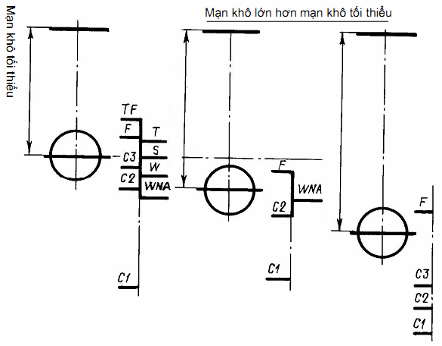 Mạn khô tối thiểu
Mạn khô lớn hơn mạn khô tối thiểu
TF
F T
S
C3 W
C2 WNA
C1
F
C2 WNA
C1
F
C3
C2
C1